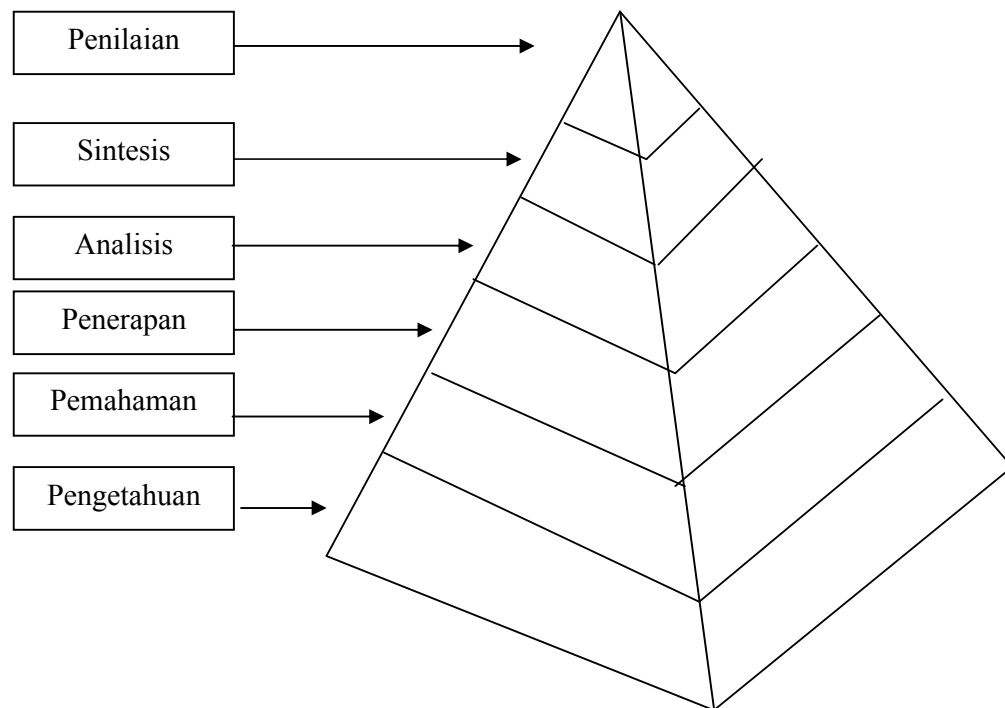 Penilaian
Sintesis
Analisis
Penerapan
Pemahaman
Pengetahuan